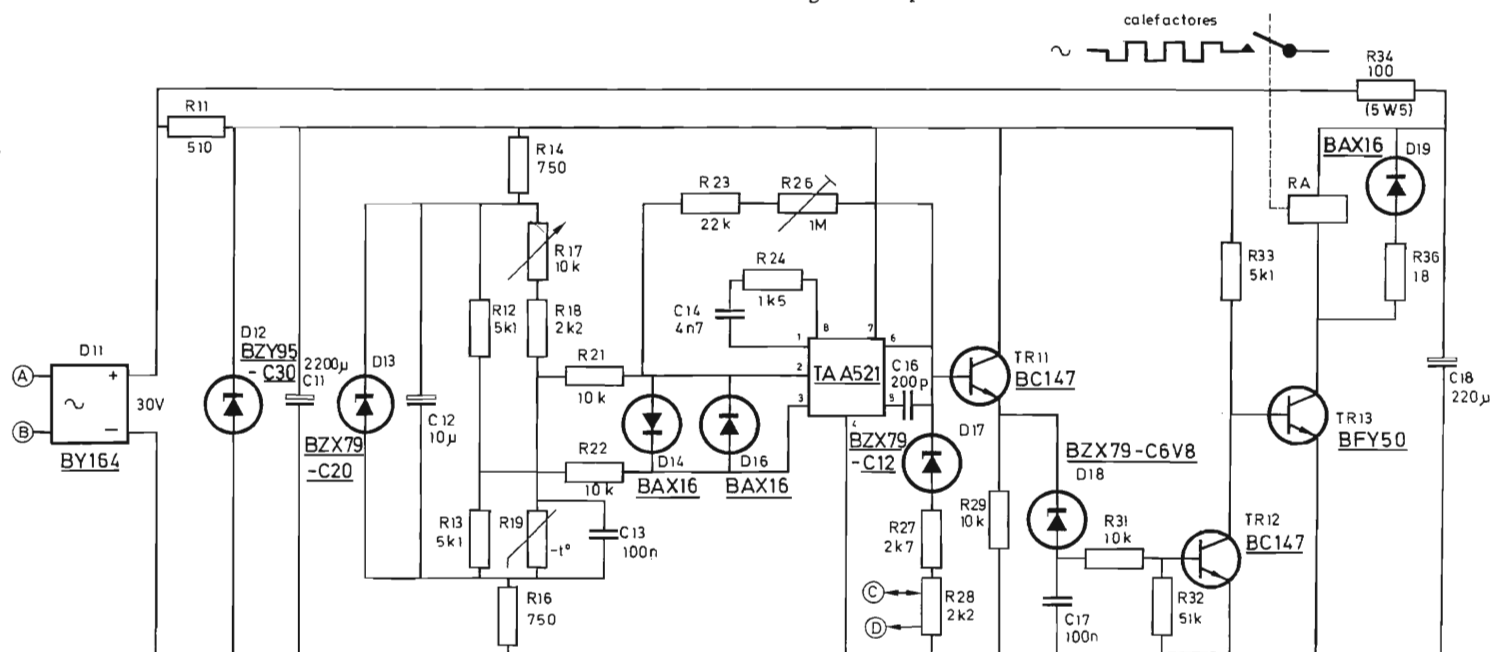 calefactores
R34
100
(5W5)
R11
510
R14
750
BAX16
D19
R23
22k
R26
1M
RA
R17
10k
R24
1k5
R33
5k1
R36
18
R12
5k1
R18
2k2
C14
4n7
8
7
1
6
2
3
5
4
TAA521
D12
BZY95
-C30
2200µ
C11
D13
R21
10k
C16
200p
TR11
BC147
D11
A
+
30V
B
−
BY164
C12
10µ
BZX79
-C20
R22
10k
D14
BAX16
D16
BAX16
BZX79
-C12
D17
BZX79-C6V8
D18
TR13
BFY50
C18
220µ
R13
5k1
R19
-t°
C13
100n
R27
2k7
R29
10k
R31
10k
TR12
BC147
R16
750
C
D
R28
2k2
C17
100n
R32
51k